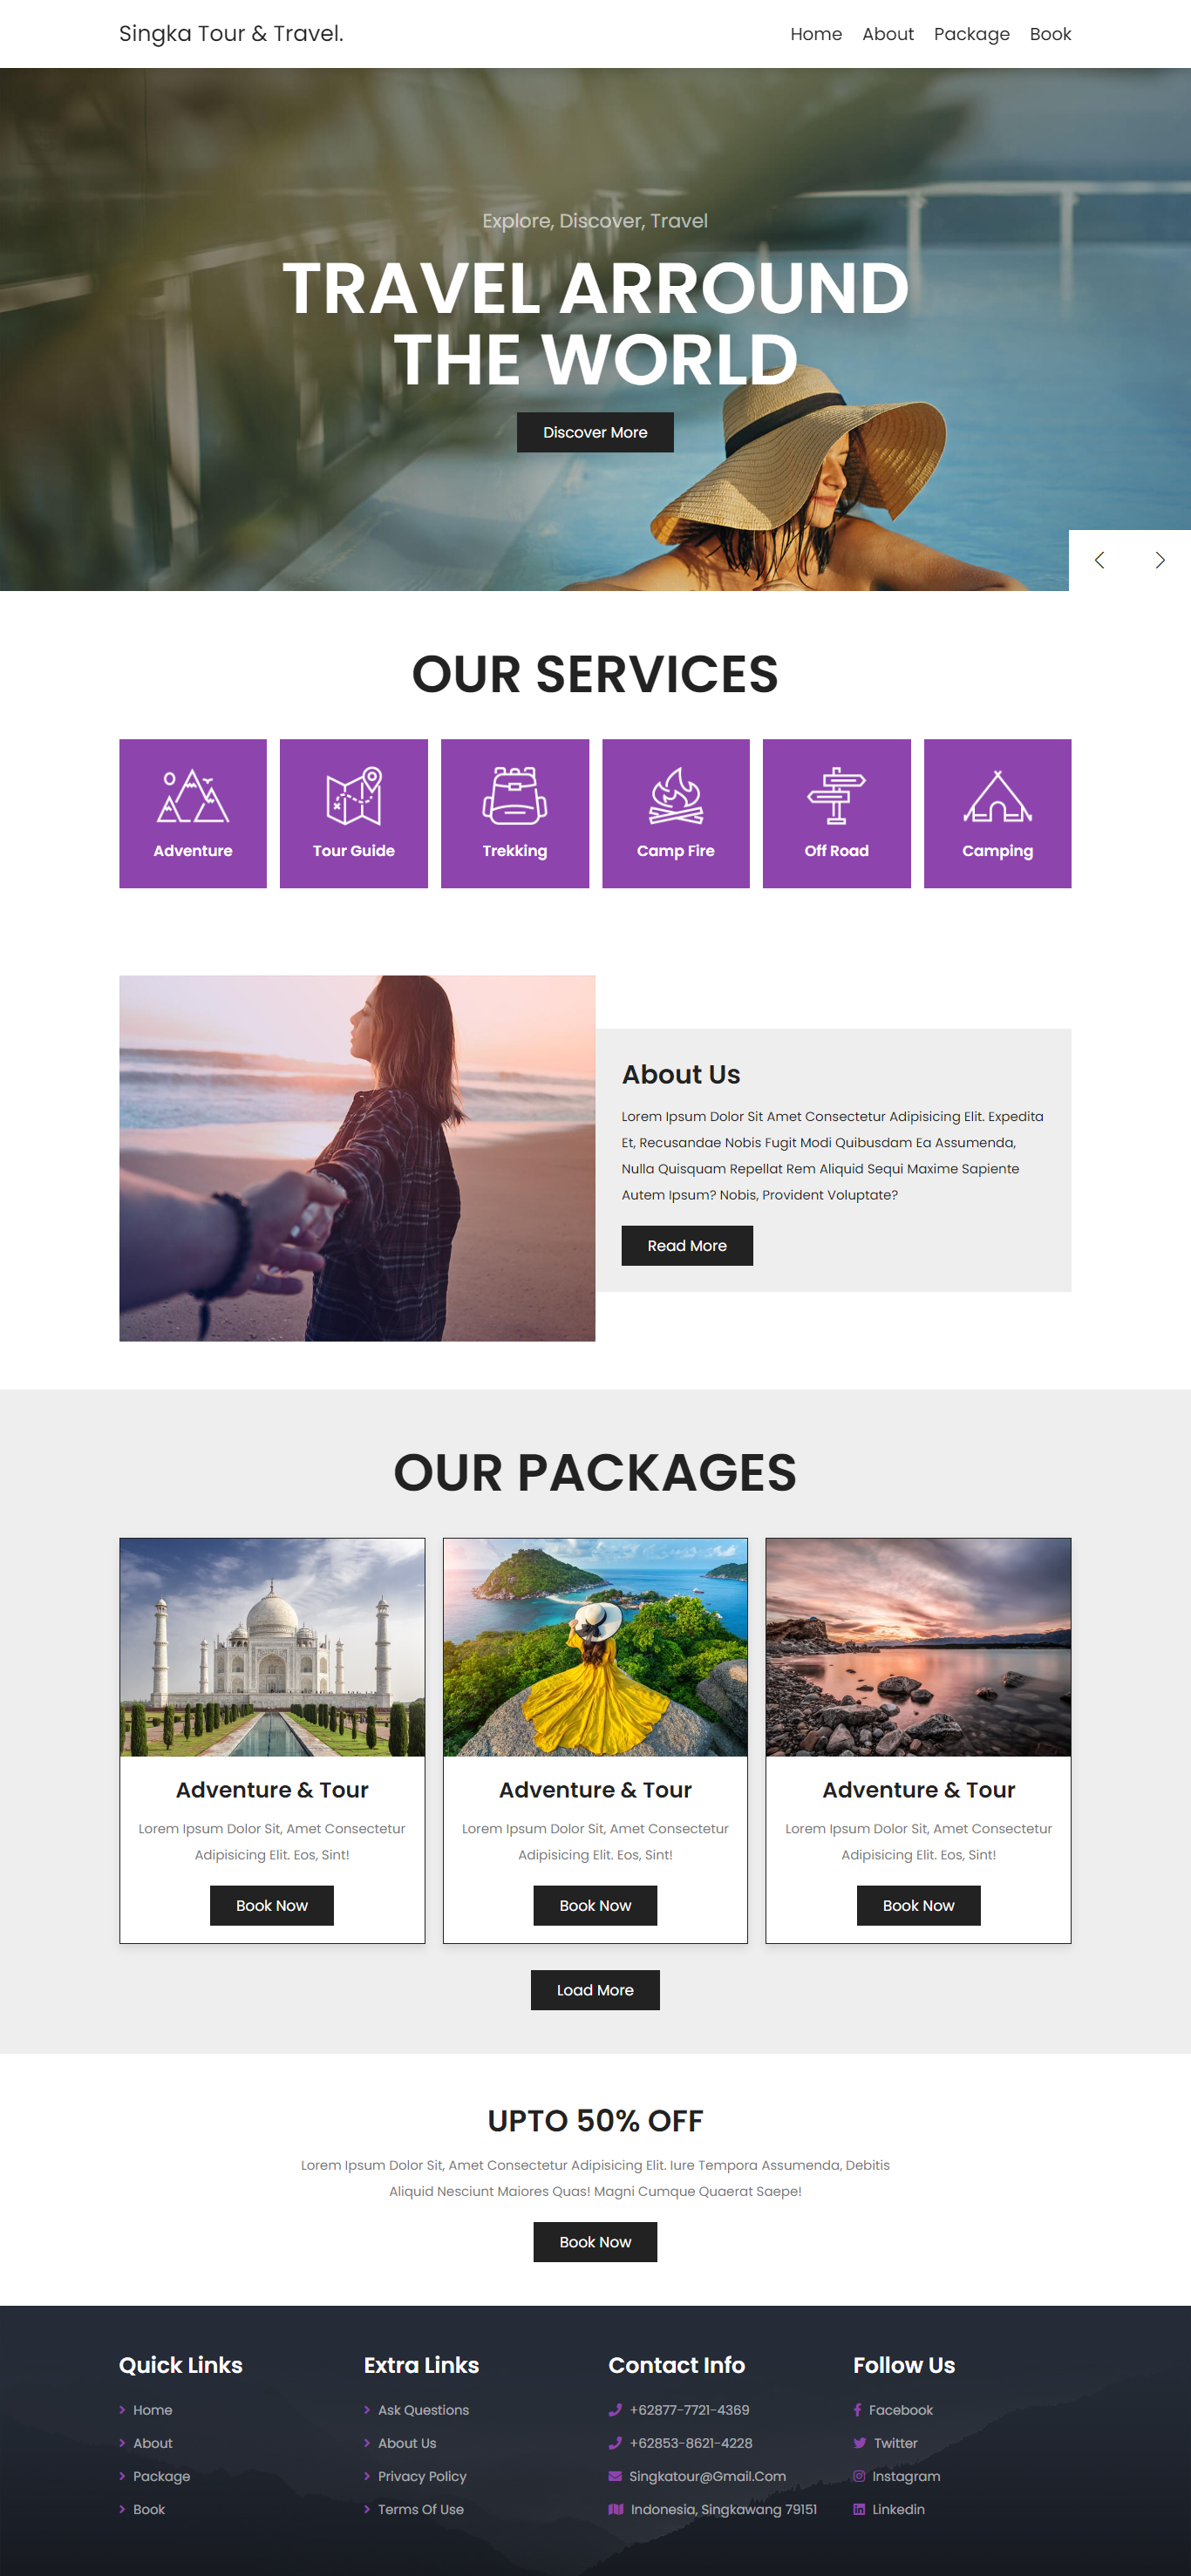 Singka Tour & Travel.
Home About Package Book
Explore, Discover, Travel
TRAVEL ARROUND
THE WORLD
Discover More
OUR SERVICES
Adventure
Tour Guide
Trekking
Camp Fire
Off Road
Camping
About Us
Lorem Ipsum Dolor Sit Amet Consectetur Adipisicing Elit. Expedita
Et, Recusandae Nobis Fugit Modi Quibusdam Ea Assumenda,
Nulla Quisquam Repellat Rem Aliquid Sequi Maxime Sapiente
Autem Ipsum? Nobis, Provident Voluptate?
Read More
OUR PACKAGES
Adventure & Tour
Lorem Ipsum Dolor Sit, Amet Consectetur
Adipisicing Elit. Eos, Sint!
Book Now
Adventure & Tour
Lorem Ipsum Dolor Sit, Amet Consectetur
Adipisicing Elit. Eos, Sint!
Book Now
Adventure & Tour
Lorem Ipsum Dolor Sit, Amet Consectetur
Adipisicing Elit. Eos, Sint!
Book Now
Load More
UPTO 50% OFF
Lorem Ipsum Dolor Sit, Amet Consectetur Adipisicing Elit. Iure Tempora Assumenda, Debitis
Aliquid Nesciunt Maiores Quas! Magni Cumque Quaerat Saepe!
Book Now
Quick Links
Home
About
Package
Book
Extra Links
Ask Questions
About Us
Privacy Policy
Terms Of Use
Contact Info
+62877-7721-4369
+62853-8621-4228
Singkatour@Gmail.Com
Indonesia, Singkawang 79151
Follow Us
Facebook
Twitter
Instagram
Linkedin